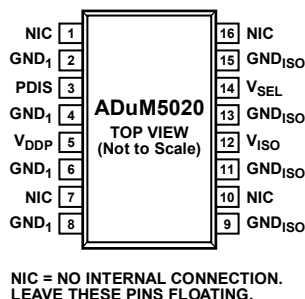 NIC 1
GND1 2
PDIS 3
GND1 4
VDDP 5
GND1 6
NIC 7
GND1 8
ADuM5020
TOP VIEW
(Not to Scale)
16 NIC
15 GNDISO
14 VSEL
13 GNDISO
12 VISO
11 GNDISO
10 NIC
9 GNDISO
NIC = NO INTERNAL CONNECTION.
LEAVE THESE PINS FLOATING.